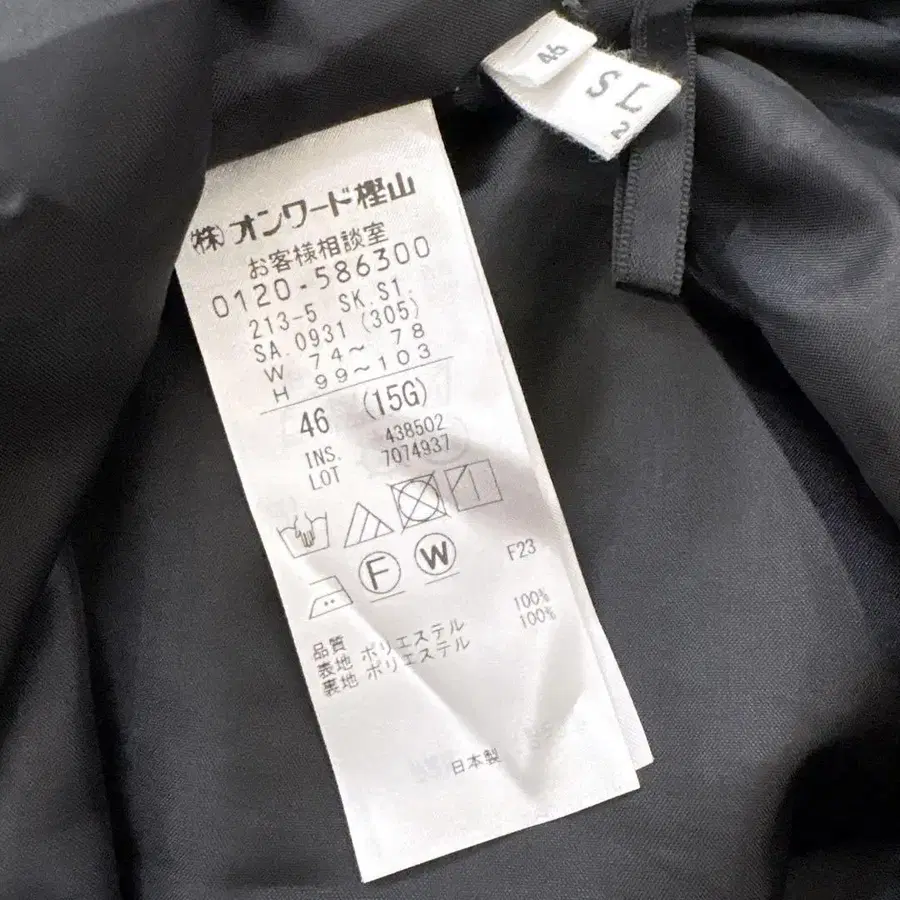 46
SL
2
(株)オンワード樫山
お客様相談室
0120-586300
213-5 SK.S1.
SA.0931 (305)
W 74〜 78
H 99〜103
46 (15G)
INS. 438502
LOT 7074937
F W F23
品質
表地 ポリエステル 100%
裏地 ポリエステル 100%
日本製